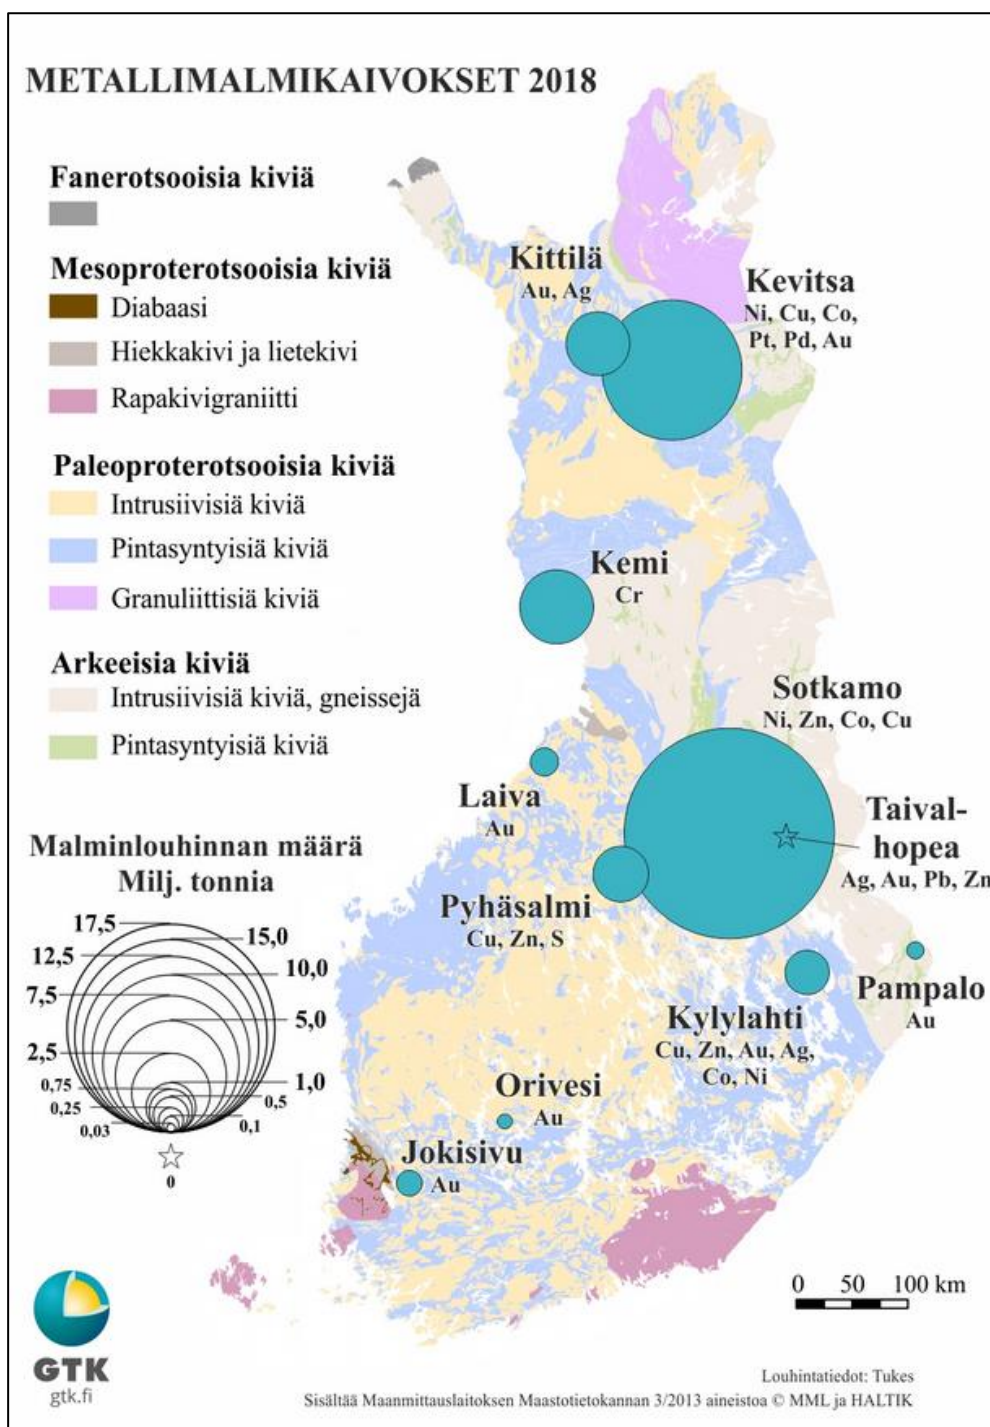 METALLIMALMIKAIVOKSET 2018
Fanerotsooisia kiviä
Mesoproterotsooisia kiviä
Diabaasi
Hiekkakivi ja lietekivi
Rapakivigraniitti
Paleoproterotsooisia kiviä
Intrusiivisiä kiviä
Pintasyntyisiä kiviä
Granuliittisiä kiviä
Arkeeisia kiviä
Intrusiivisiä kiviä, gneissejä
Pintasyntyisiä kiviä
Malminlouhinnan määrä
Milj. tonnia
17,5
15,0
12,5
10,0
7,5
5,0
2,5
1,0
0,75
0,5
0,25
0,1
0,03
0
Kittilä
Au, Ag
Kevitsa
Ni, Cu, Co,
Pt, Pd, Au
Kemi
Cr
Sotkamo
Ni, Zn, Co, Cu
Laiva
Au
Taival-
hopea
Ag, Au, Pb, Zn
Pyhäsalmi
Cu, Zn, S
Pampalo
Au
Kylylahti
Cu, Zn, Au, Ag,
Co, Ni
Orivesi
Au
Jokisivu
Au
0 50 100 km
GTK
gtk.fi
Louhintatiedot: Tukes
Sisältää Maanmittauslaitoksen Maastotietokannan 3/2013 aineistoa © MML ja HALTIK